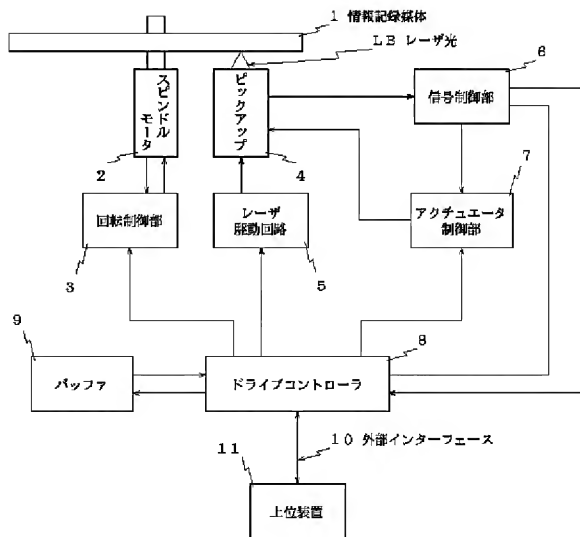 1 情報記録媒体
LB レーザ光
6
スピンドル
モータ
ピックアップ
信号制御部
2
4
7
回転制御部
レーザ
駆動回路
アクチュエータ
制御部
3
5
9
8
バッファ
ドライブコントローラ
10 外部インターフェース
11
上位装置